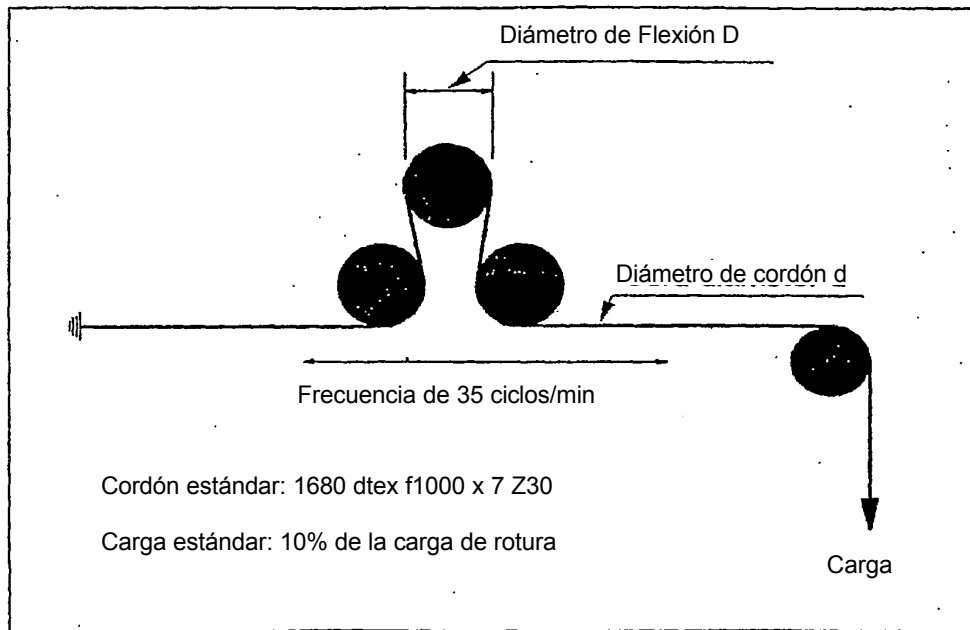 Diámetro de Flexión D
Diámetro de cordón d
Frecuencia de 35 ciclos/min
Cordón estándar: 1680 dtex f1000 x 7 Z30
Carga estándar: 10% de la carga de rotura
Carga